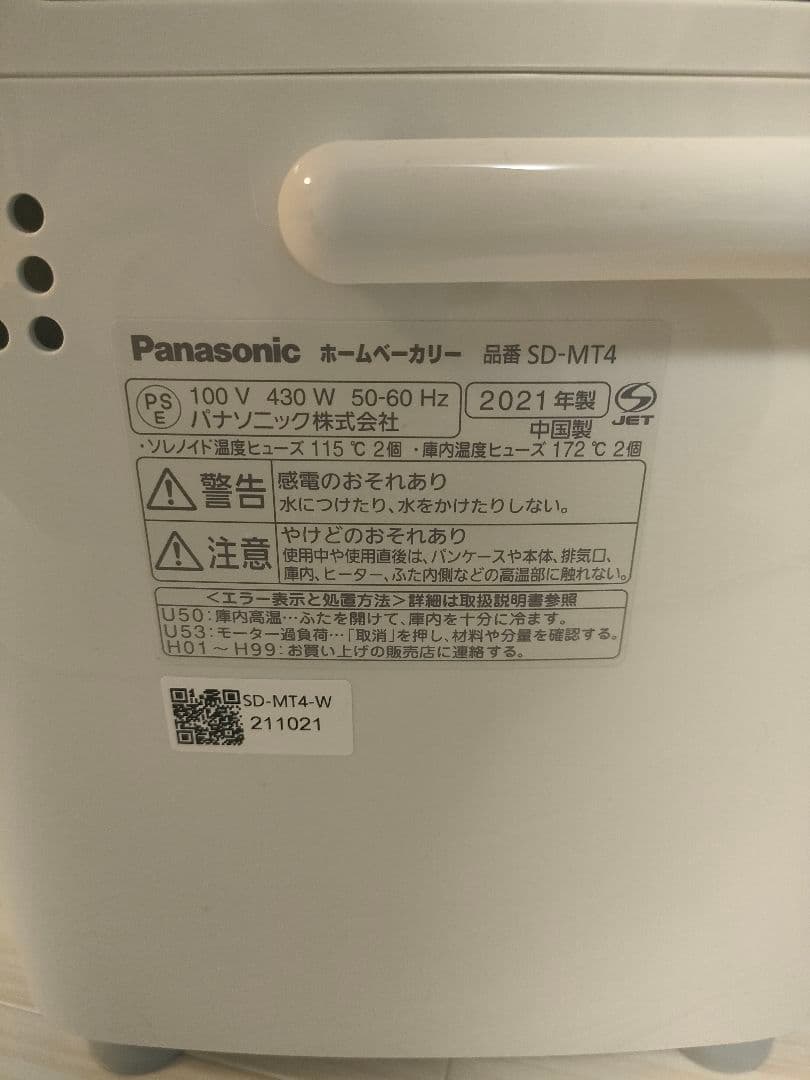 Panasonic ホームベーカリー 品番 SD-MT4
PS E 100 V 430 W 50-60 Hz 2021年製 JET
パナソニック株式会社 中国製
・ソレノイド温度ヒューズ 115 ℃ 2個 ・庫内温度ヒューズ 172 ℃ 2個
警告 感電のおそれあり
水につけたり、水をかけたりしない。
注意 やけどのおそれあり
使用中や使用直後は、パンケースや本体、排気口、
庫内、ヒーター、ふた内側などの高温部に触れない。
＜エラー表示と処置方法＞詳細は取扱説明書参照
U50：庫内高温…ふたを開けて、庫内を十分に冷ます。
U53：モーター過負荷…「取消」を押し、材料や分量を確認する。
H01～H99：お買い上げの販売店に連絡する。
SD-MT4-W
211021